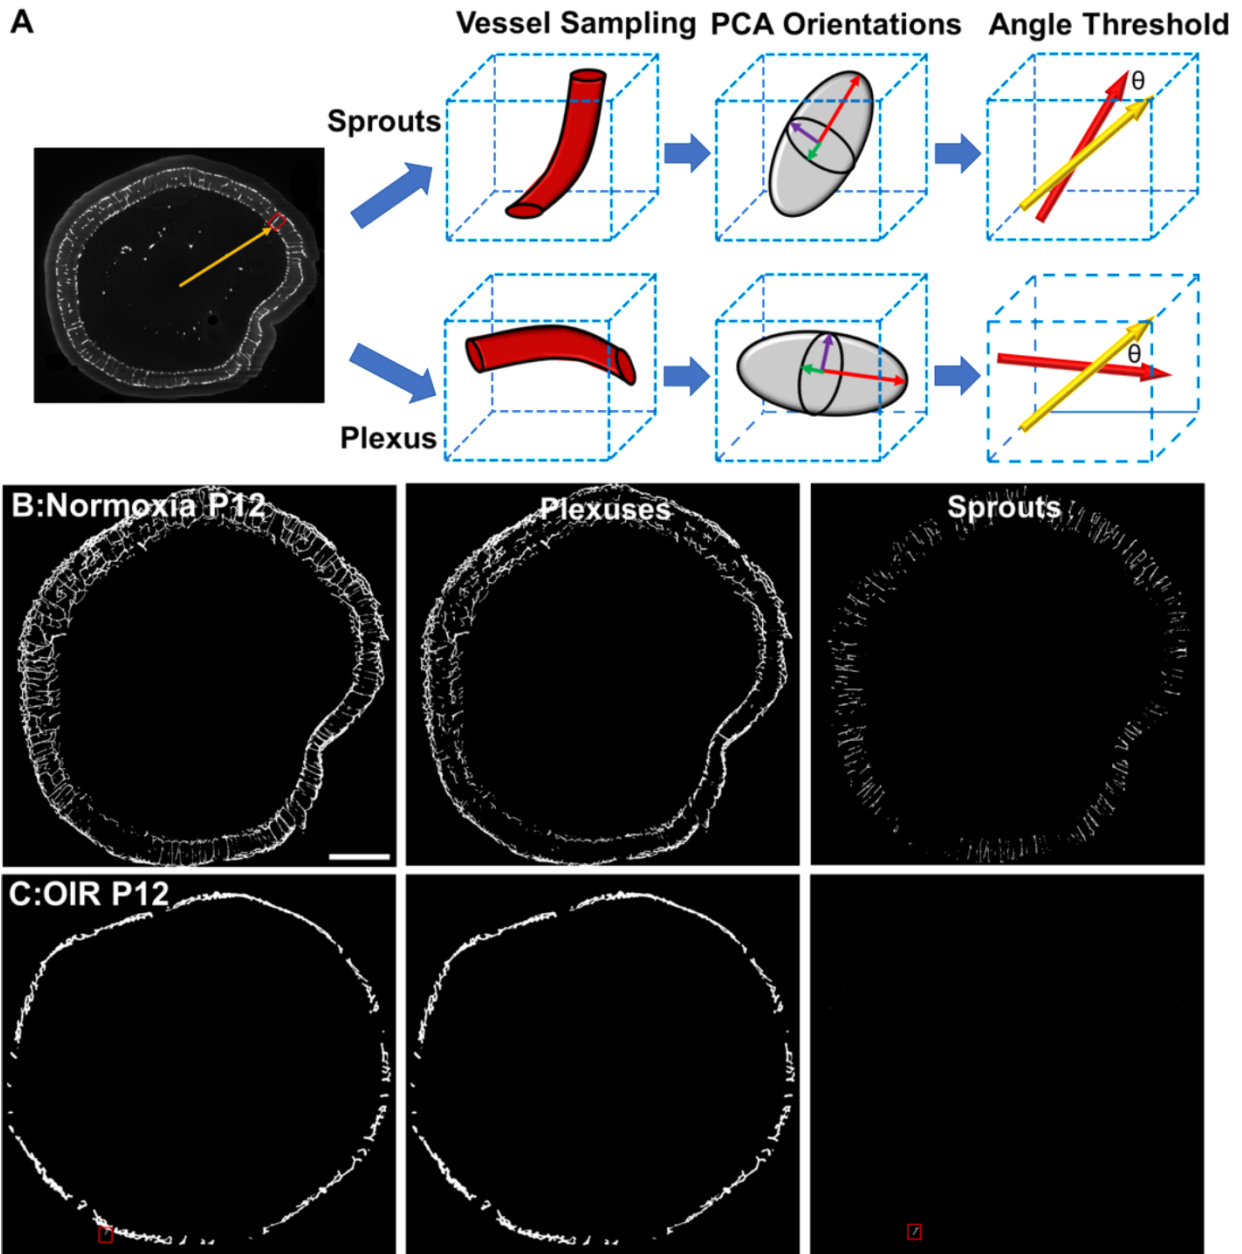 A
Vessel Sampling PCA Orientations Angle Threshold
Sprouts
θ
Plexus
θ
B:Normoxia P12
Plexuses
Sprouts
C:OIR P12